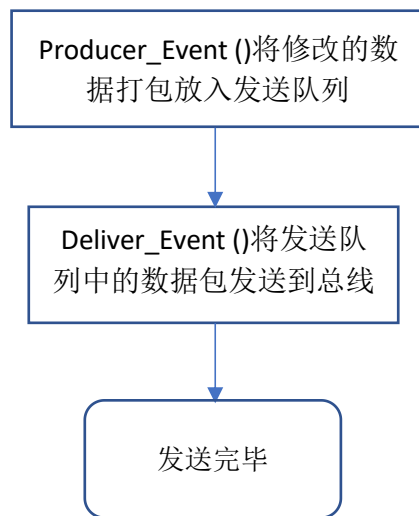 Producer_Event ()将修改的数
据打包放入发送队列
Deliver_Event ()将发送队
列中的数据包发送到总线
发送完毕